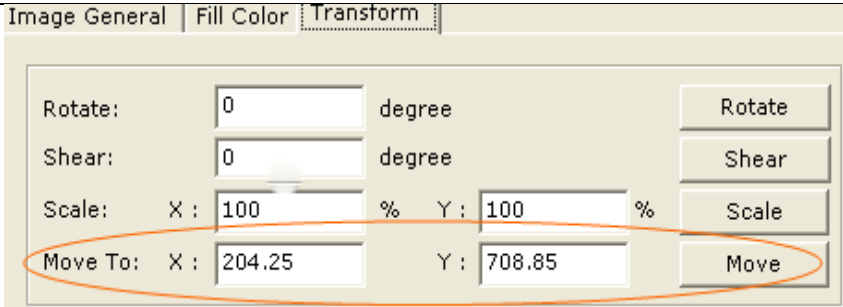 Image General Fill Color Transform
Rotate: 0 degree Rotate
Shear: 0 degree Shear
Scale: X : 100 % Y : 100 % Scale
Move To: X : 204.25 Y : 708.85 Move